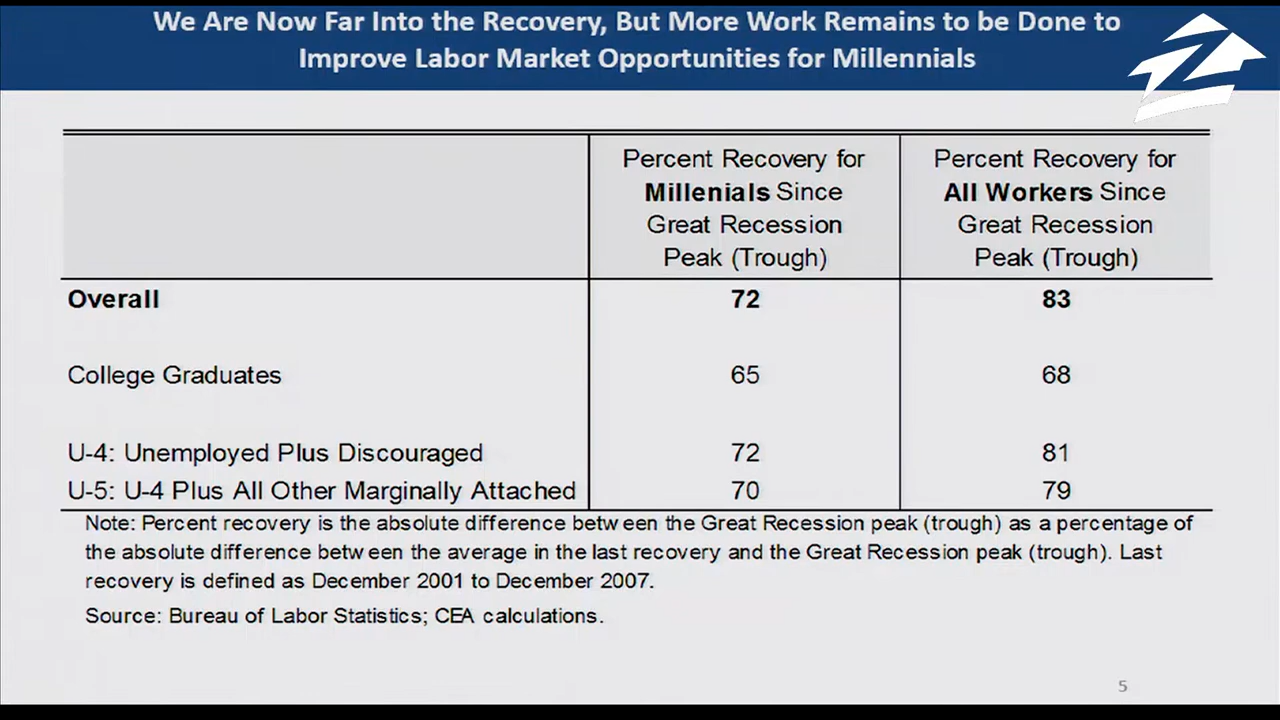 We Are Now Far Into the Recovery, But More Work Remains to be Done to
Improve Labor Market Opportunities for Millennials
Percent Recovery for
Millenials Since
Great Recession
Peak (Trough)
Percent Recovery for
All Workers Since
Great Recession
Peak (Trough)
Overall 72 83
College Graduates 65 68
U-4: Unemployed Plus Discouraged 72 81
U-5: U-4 Plus All Other Marginally Attached 70 79
Note: Percent recovery is the absolute difference between the Great Recession peak (trough) as a percentage of
the absolute difference between the average in the last recovery and the Great Recession peak (trough). Last
recovery is defined as December 2001 to December 2007.
Source: Bureau of Labor Statistics; CEA calculations.
5